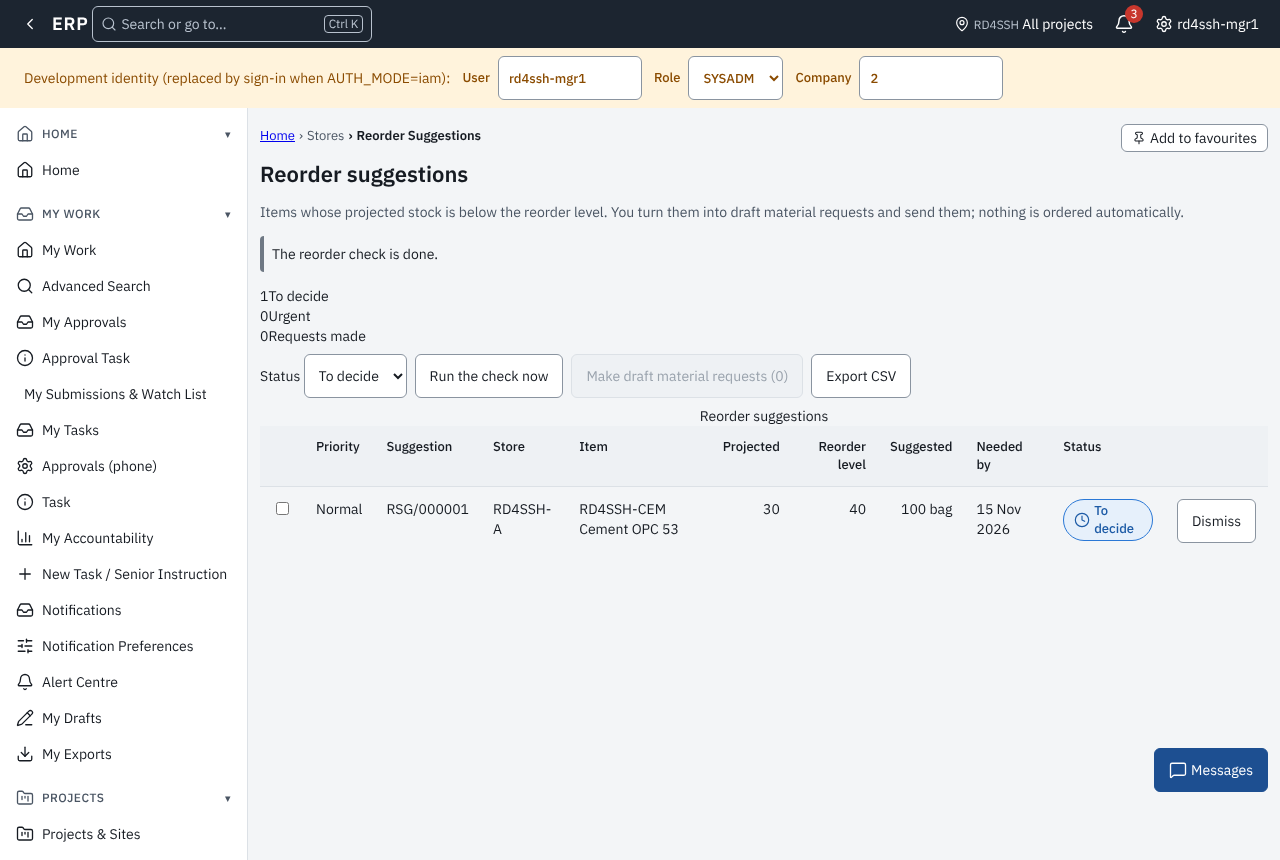 ERP
Search or go to...
Ctrl K
RD4SSH All projects
3
rd4ssh-mgr1
Development identity (replaced by sign-in when AUTH_MODE=iam):
User
rd4ssh-mgr1
Role
SYSADM
Company
2
HOME
Home
MY WORK
My Work
Advanced Search
My Approvals
Approval Task
My Submissions & Watch List
My Tasks
Approvals (phone)
Task
My Accountability
New Task / Senior Instruction
Notifications
Notification Preferences
Alert Centre
My Drafts
My Exports
PROJECTS
Projects & Sites
Home › Stores › Reorder Suggestions
Add to favourites
Reorder suggestions
Items whose projected stock is below the reorder level. You turn them into draft material requests and send them; nothing is ordered automatically.
The reorder check is done.
1To decide
0Urgent
0Requests made
Status
To decide
Run the check now
Make draft material requests (0)
Export CSV
Reorder suggestions
Priority
Suggestion
Store
Item
Projected
Reorder
level
Suggested
Needed
by
Status
Normal
RSG/000001
RD4SSH-
A
RD4SSH-CEM
Cement OPC 53
30
40
100 bag
15 Nov
2026
To
decide
Dismiss
Messages